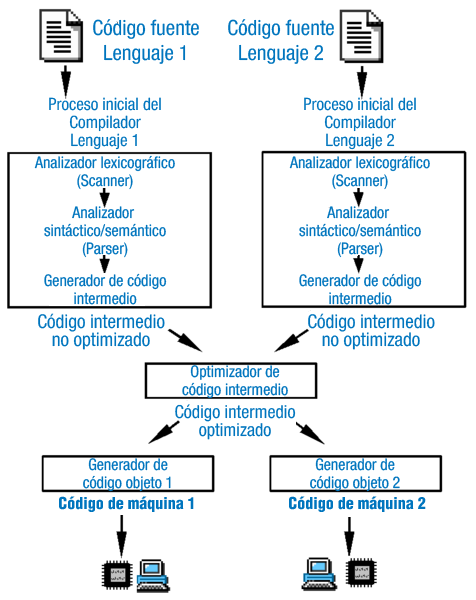 Código fuente
Lenguaje 1
Código fuente
Lenguaje 2
Proceso inicial del
Compilador
Lenguaje 1
Proceso inicial del
Compilador
Lenguaje 2
Analizador lexicográfico
(Scanner)
Analizador
sintáctico/semántico
(Parser)
Generador de código
intermedio
Analizador lexicográfico
(Scanner)
Analizador
sintáctico/semántico
(Parser)
Generador de código
intermedio
Código intermedio
no optimizado
Código intermedio
no optimizado
Optimizador de
código intermedio
Código intermedio
optimizado
Generador de
código objeto 1
Código de máquina 1
Generador de
código objeto 2
Código de máquina 2